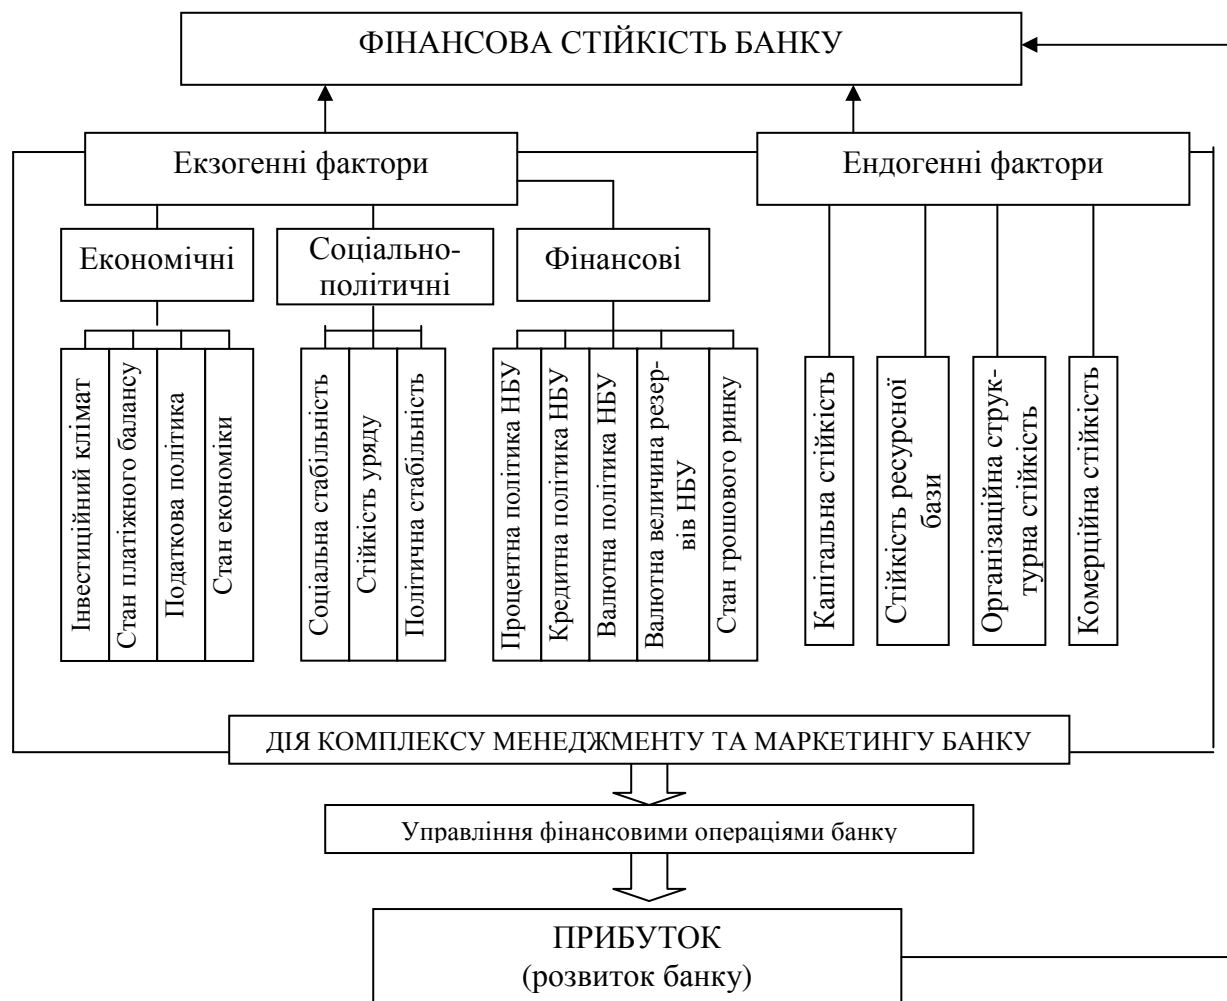 ФІНАНСОВА СТІЙКІСТЬ БАНКУ
Екзогенні фактори
Ендогенні фактори
Економічні
Соціально-
політичні
Фінансові
Інвестиційний клімат
Стан платіжного балансу
Податкова політика
Стан економіки
Соціальна стабільність
Стійкість уряду
Політична стабільність
Процентна політика НБУ
Кредитна політика НБУ
Валютна політика НБУ
Валютна величина резер-
вів НБУ
Стан грошового ринку
Капітальна стійкість
Стійкість ресурсної
бази
Організаційна струк-
турна стійкість
Комерційна стійкість
ДІЯ КОМПЛЕКСУ МЕНЕДЖМЕНТУ ТА МАРКЕТИНГУ БАНКУ
Управління фінансовими операціями банку
ПРИБУТОК
(розвиток банку)